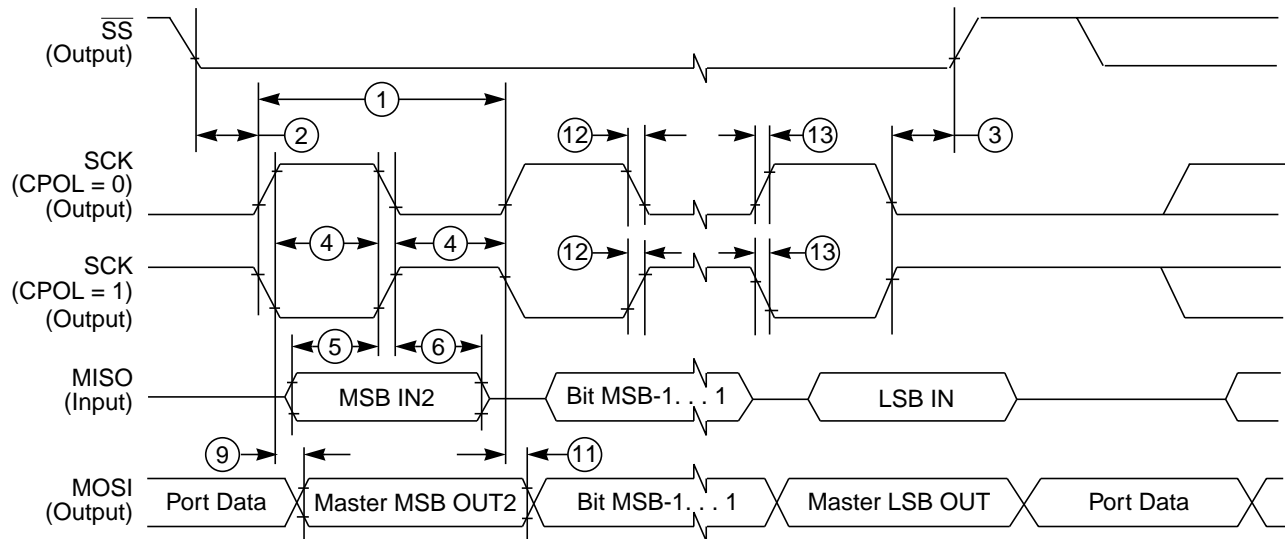 SS
(Output)
1
2
12
13
3
SCK
(CPOL = 0)
(Output)
4
4
SCK
(CPOL = 1)
(Output)
12
13
5
6
MISO
(Input)
MSB IN2
Bit MSB-1. . . 1
LSB IN
9
11
MOSI
(Output)
Port Data
Master MSB OUT2
Bit MSB-1. . . 1
Master LSB OUT
Port Data